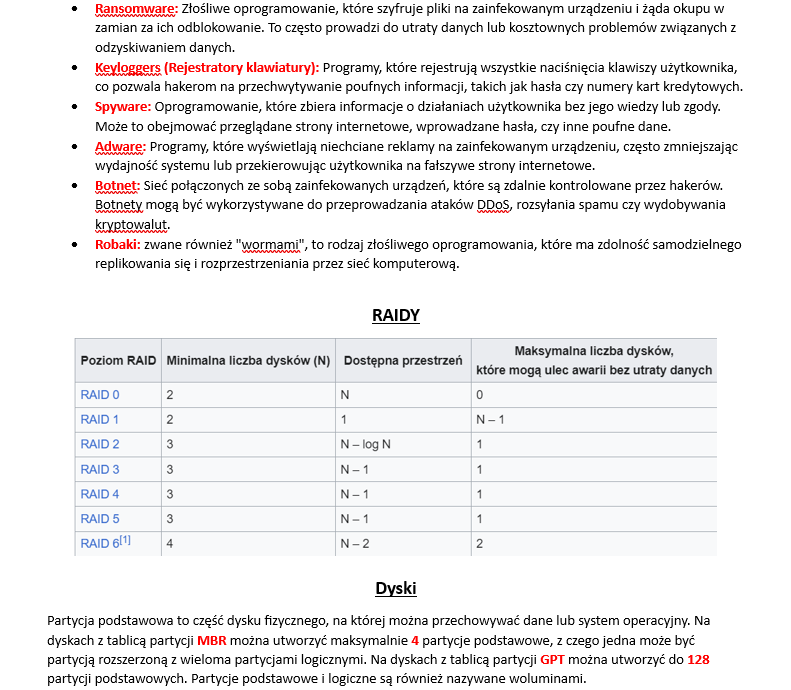 • Ransomware: Złośliwe oprogramowanie, które szyfruje pliki na zainfekowanym urządzeniu i żąda okupu w
zamian za ich odblokowanie. To często prowadzi do utraty danych lub kosztownych problemów związanych z
odzyskiwaniem danych.
• Keyloggers (Rejestratory klawiatury): Programy, które rejestrują wszystkie naciśnięcia klawiszy użytkownika,
co pozwala hakerom na przechwytywanie poufnych informacji, takich jak hasła czy numery kart kredytowych.
• Spyware: Oprogramowanie, które zbiera informacje o działaniach użytkownika bez jego wiedzy lub zgody.
Może to obejmować przeglądane strony internetowe, wprowadzane hasła, czy inne poufne dane.
• Adware: Programy, które wyświetlają niechciane reklamy na zainfekowanym urządzeniu, często zmniejszając
wydajność systemu lub przekierowując użytkownika na fałszywe strony internetowe.
• Botnet: Sieć połączonych ze sobą zainfekowanych urządzeń, które są zdalnie kontrolowane przez hakerów.
Botnety mogą być wykorzystywane do przeprowadzania ataków DDoS, rozsyłania spamu czy wydobywania
kryptowalut.
• Robaki: zwane również "wormami", to rodzaj złośliwego oprogramowania, które ma zdolność samodzielnego
replikowania się i rozprzestrzeniania przez sieć komputerową.
RAIDY
Poziom RAID Minimalna liczba dysków (N) Dostępna przestrzeń Maksymalna liczba dysków,
które mogą ulec awarii bez utraty danych
RAID 0 2 N 0
RAID 1 2 1 N – 1
RAID 2 3 N – log N 1
RAID 3 3 N – 1 1
RAID 4 3 N – 1 1
RAID 5 3 N – 1 1
RAID 6[1] 4 N – 2 2
Dyski
Partycja podstawowa to część dysku fizycznego, na której można przechowywać dane lub system operacyjny. Na
dyskach z tablicą partycji MBR można utworzyć maksymalnie 4 partycje podstawowe, z czego jedna może być
partycją rozszerzoną z wieloma partycjami logicznymi. Na dyskach z tablicą partycji GPT można utworzyć do 128
partycji podstawowych. Partycje podstawowe i logiczne są również nazywane woluminami.